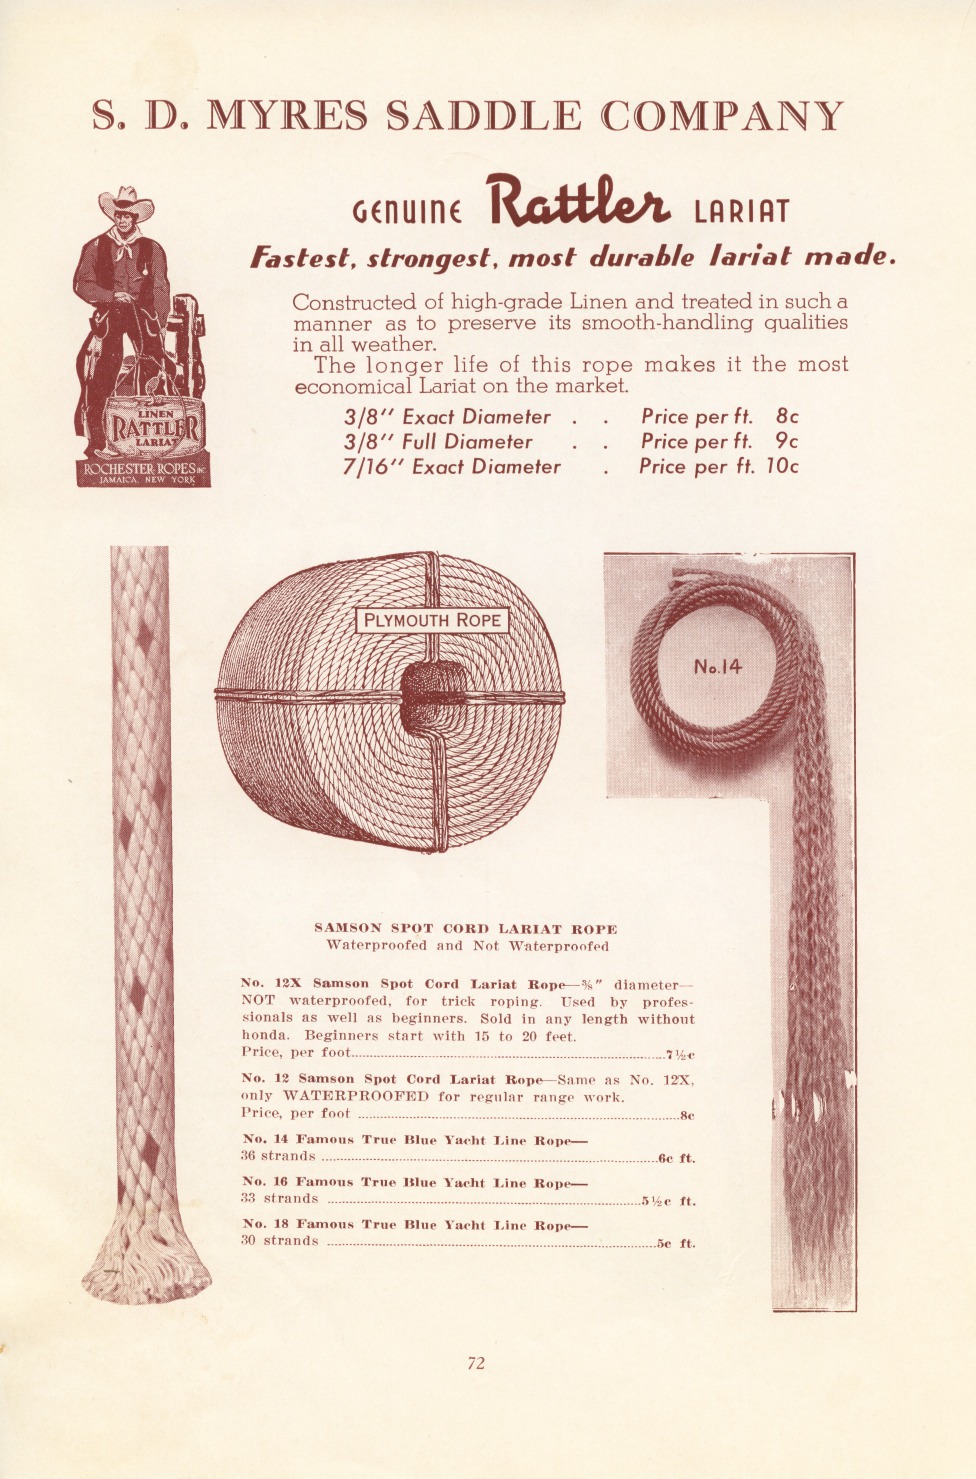 S. D. MYRES SADDLE COMPANY
GENUINE Rattler LARIAT
Fastest, strongest, most durable lariat made.
Constructed of high-grade Linen and treated in such a
manner as to preserve its smooth-handling qualities
in all weather.
The longer life of this rope makes it the most
economical Lariat on the market.
3/8" Exact Diameter . . Price per ft. 8c
3/8" Full Diameter . . Price per ft. 9c
7/16" Exact Diameter . Price per ft. 10c
LINEN
RATTLER
LARIAT
ROCHESTER ROPES INC
JAMAICA, NEW YORK
PLYMOUTH ROPE
No.14
SAMSON SPOT CORD LARIAT ROPE
Waterproofed and Not Waterproofed
No. 12X Samson Spot Cord Lariat Rope—⅜" diameter—
NOT waterproofed, for trick roping. Used by profes-
sionals as well as beginners. Sold in any length without
honda. Beginners start with 15 to 20 feet.
Price, per foot....................7½c
No. 12 Samson Spot Cord Lariat Rope—Same as No. 12X,
only WATERPROOFED for regular range work.
Price, per foot ....................8c
No. 14 Famous True Blue Yacht Line Rope—
36 strands ....................6c ft.
No. 16 Famous True Blue Yacht Line Rope—
33 strands ....................5½c ft.
No. 18 Famous True Blue Yacht Line Rope—
30 strands ....................5c ft.
72